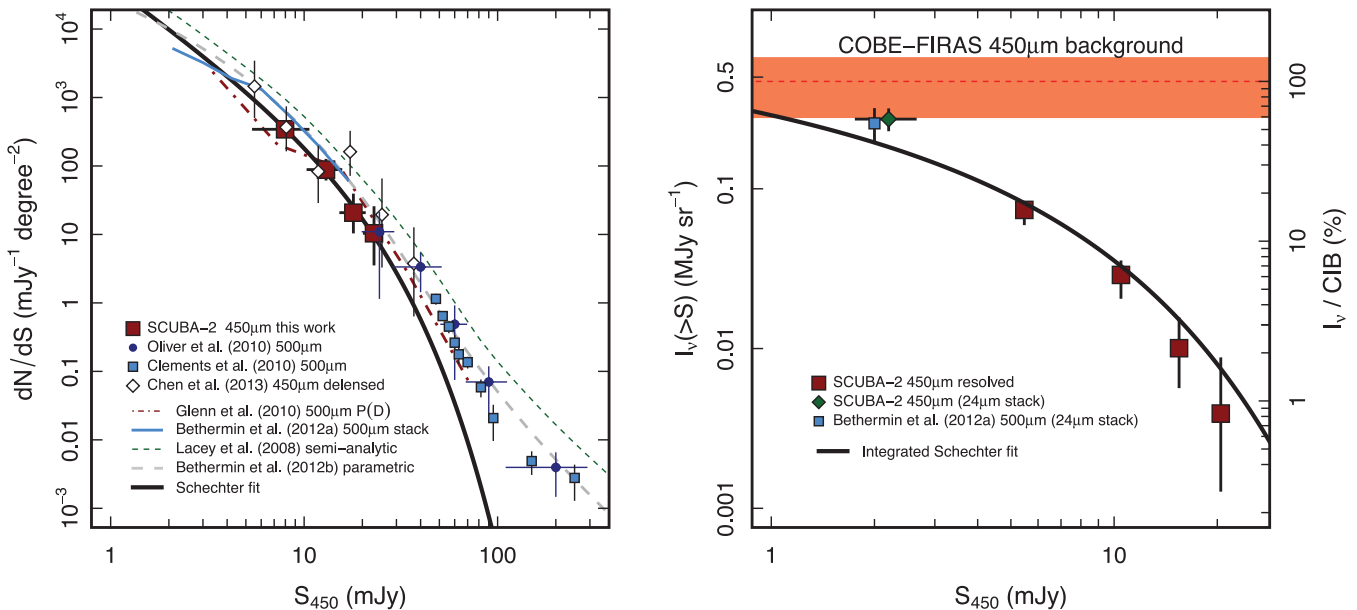 10⁴
10³
100
10
1
0.1
0.01
10⁻³
dN/dS (mJy⁻¹ degree⁻²)
SCUBA−2 450μm this work
Oliver et al. (2010) 500μm
Clements et al. (2010) 500μm
Chen et al. (2013) 450μm delensed
Glenn et al. (2010) 500μm P(D)
Bethermin et al. (2012a) 500μm stack
Lacey et al. (2008) semi-analytic
Bethermin et al. (2012b) parametric
Schechter fit
1 10 100
S₄₅₀ (mJy)
COBE−FIRAS 450μm background
0.5
0.1
0.01
0.001
Iν(>S) (MJy sr⁻¹)
100
10
1
Iν / CIB (%)
SCUBA−2 450μm resolved
SCUBA−2 450μm (24μm stack)
Bethermin et al. (2012a) 500μm (24μm stack)
Integrated Schechter fit
1 10
S₄₅₀ (mJy)